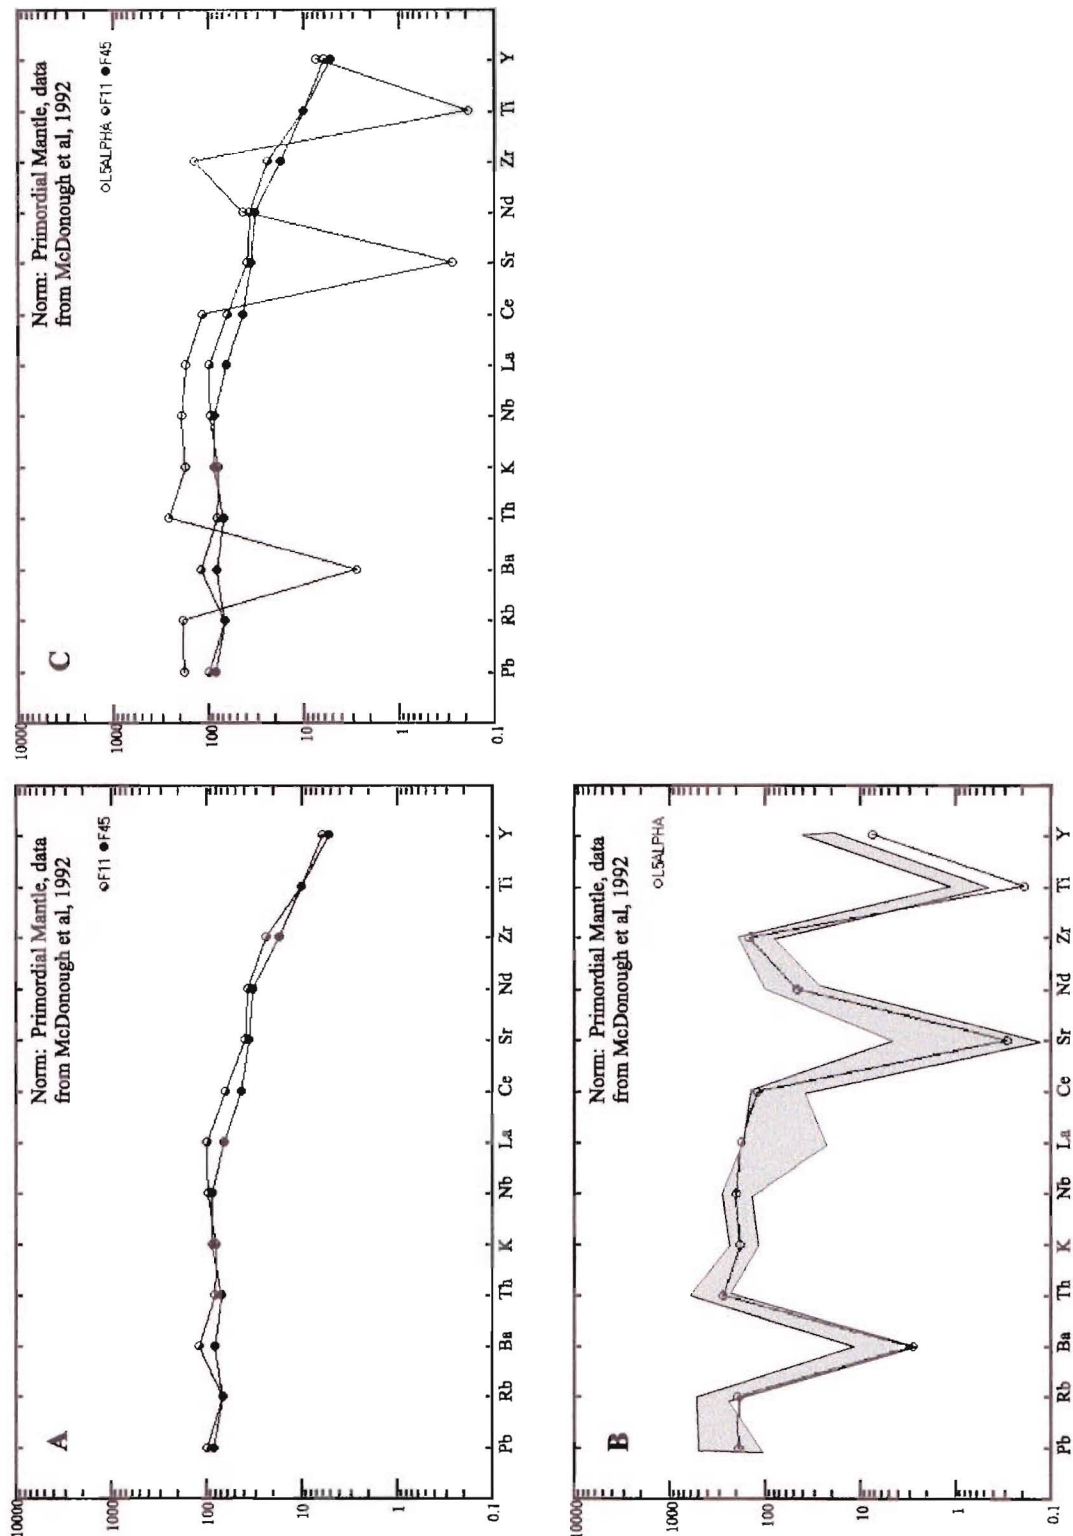 A
Norm: Primordial Mantle, data
from McDonough et al, 1992
F11 F45
10000
1000
100
10
1
0.1
Pb Rb Ba Th K Nb La Ce Sr Nd Zr Ti Y
B
Norm: Primordial Mantle, data
from McDonough et al, 1992
L5ALPHA
10000
1000
100
10
1
0.1
Pb Rb Ba Th K Nb La Ce Sr Nd Zr Ti Y
C
Norm: Primordial Mantle, data
from McDonough et al, 1992
L5ALPHA F11 F45
10000
1000
100
10
1
0.1
Pb Rb Ba Th K Nb La Ce Sr Nd Zr Ti Y